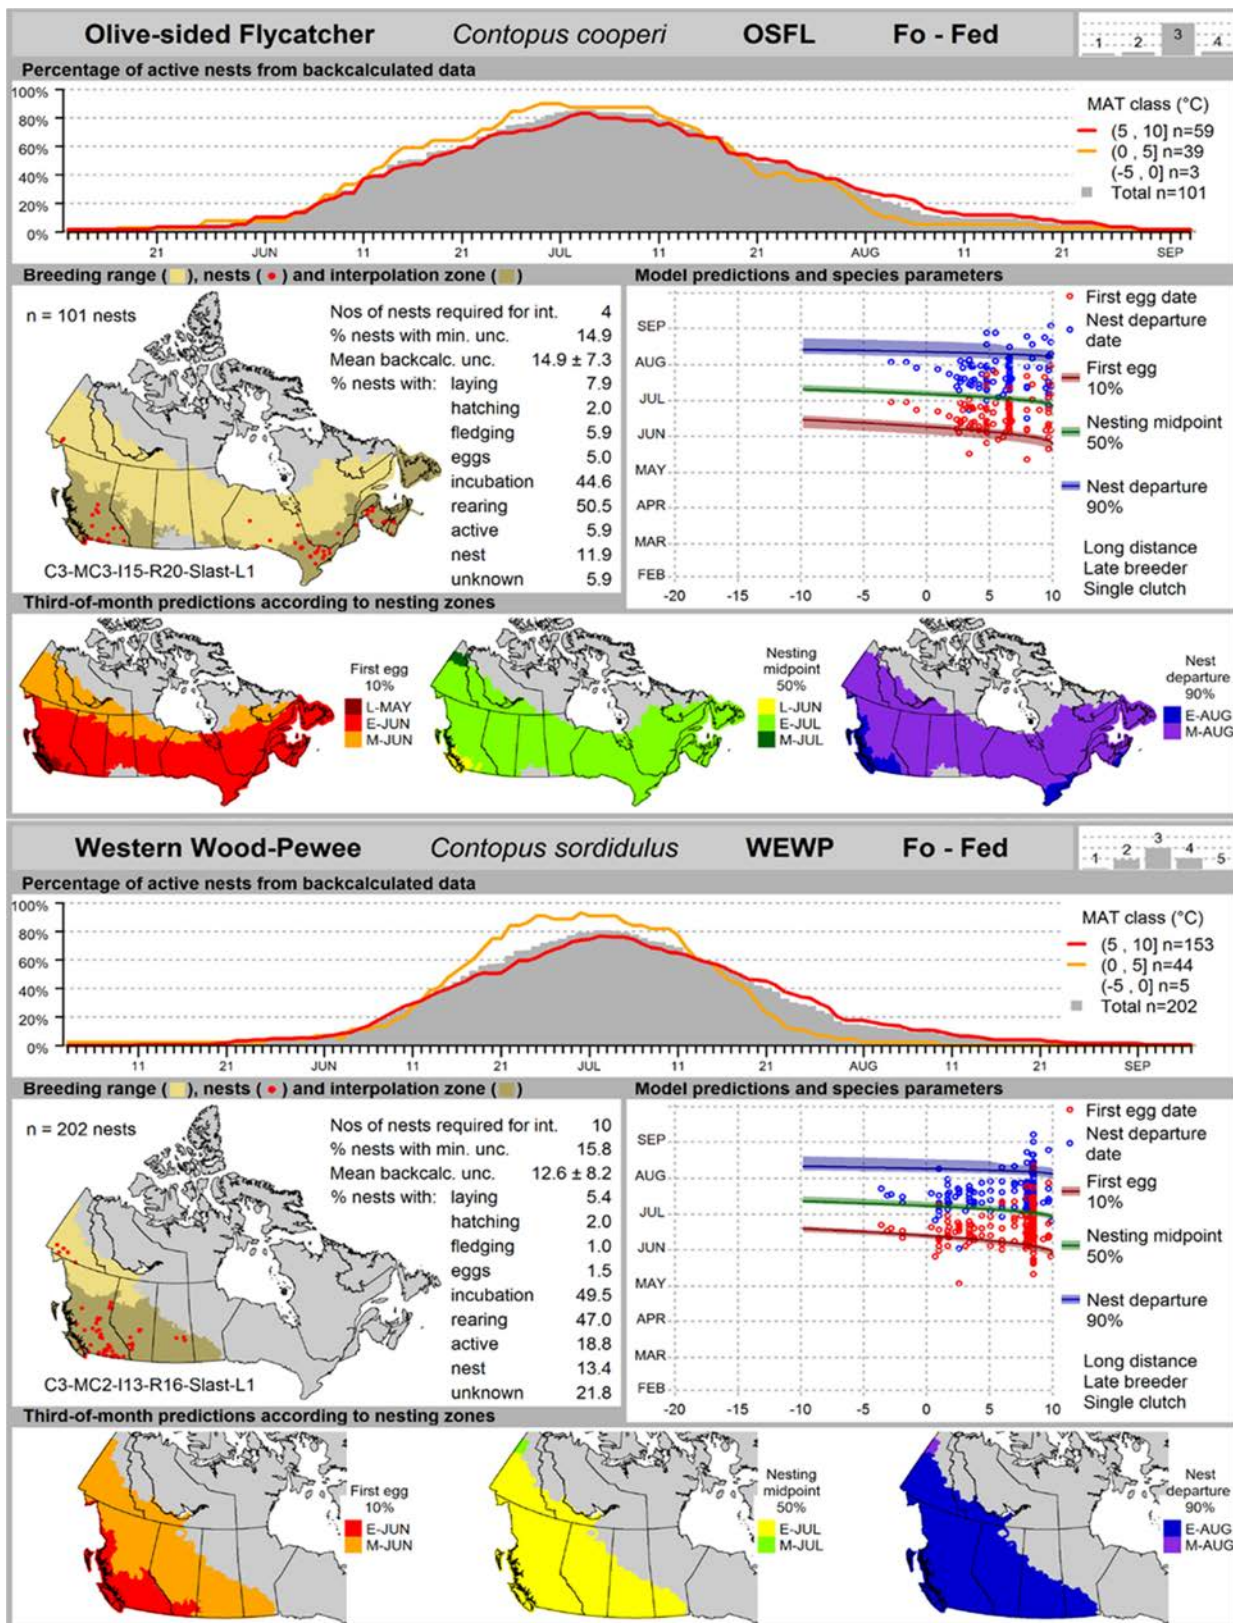 Olive-sided Flycatcher Contopus cooperi OSFL Fo - Fed
1 2 3 4
Percentage of active nests from backcalculated data
100%
80%
60%
40%
20%
0%
21 JUN 11 21 JUL 11 21 AUG 11 21 SEP
MAT class (°C)
(5 , 10] n=59
(0 , 5] n=39
(-5 , 0] n=3
Total n=101
Breeding range ( ), nests ( ) and interpolation zone ( )
n = 101 nests
Nos of nests required for int. 4
% nests with min. unc. 14.9
Mean backcalc. unc. 14.9 ± 7.3
% nests with: laying 7.9
hatching 2.0
fledging 5.9
eggs 5.0
incubation 44.6
rearing 50.5
active 5.9
nest 11.9
unknown 5.9
C3-MC3-I15-R20-Slast-L1
Model predictions and species parameters
SEP
AUG
JUL
JUN
MAY
APR
MAR
FEB
-20 -15 -10 -5 0 5 10
First egg date
Nest departure
date
First egg
10%
Nesting midpoint
50%
Nest departure
90%
Long distance
Late breeder
Single clutch
Third-of-month predictions according to nesting zones
First egg
10%
L-MAY
E-JUN
M-JUN
Nesting
midpoint
50%
L-JUN
E-JUL
M-JUL
Nest
departure
90%
E-AUG
M-AUG
Western Wood-Pewee Contopus sordidulus WEWP Fo - Fed
1 2 3 4 5
Percentage of active nests from backcalculated data
100%
80%
60%
40%
20%
0%
11 21 JUN 11 21 JUL 11 21 AUG 11 21 SEP
MAT class (°C)
(5 , 10] n=153
(0 , 5] n=44
(-5 , 0] n=5
Total n=202
Breeding range ( ), nests ( ) and interpolation zone ( )
n = 202 nests
Nos of nests required for int. 10
% nests with min. unc. 15.8
Mean backcalc. unc. 12.6 ± 8.2
% nests with: laying 5.4
hatching 2.0
fledging 1.0
eggs 1.5
incubation 49.5
rearing 47.0
active 18.8
nest 13.4
unknown 21.8
C3-MC2-I13-R16-Slast-L1
Model predictions and species parameters
SEP
AUG
JUL
JUN
MAY
APR
MAR
FEB
-20 -15 -10 -5 0 5 10
First egg date
Nest departure
date
First egg
10%
Nesting midpoint
50%
Nest departure
90%
Long distance
Late breeder
Single clutch
Third-of-month predictions according to nesting zones
First egg
10%
E-JUN
M-JUN
Nesting
midpoint
50%
E-JUL
M-JUL
Nest
departure
90%
E-AUG
M-AUG